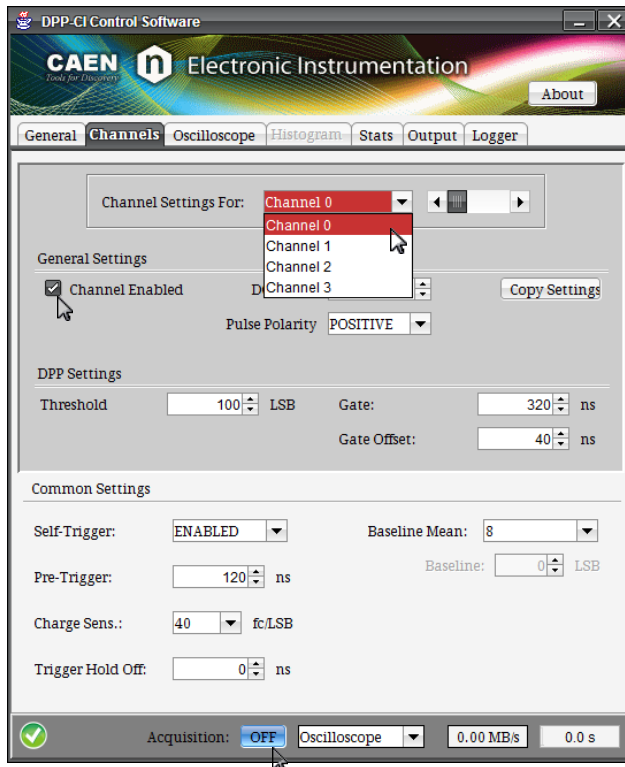 DPP-CI Control Software
CAEN n Electronic Instrumentation
Tools for Discovery
About
General Channels Oscilloscope Histogram Stats Output Logger
Channel Settings For: Channel 0
Channel 0
Channel 1
Channel 2
Channel 3
General Settings
Channel Enabled
Copy Settings
Pulse Polarity POSITIVE
DPP Settings
Threshold 100 LSB Gate: 320 ns
Gate Offset: 40 ns
Common Settings
Self-Trigger: ENABLED Baseline Mean: 8
Baseline: 0 LSB
Pre-Trigger: 120 ns
Charge Sens.: 40 fc/LSB
Trigger Hold Off: 0 ns
Acquisition: OFF Oscilloscope 0.00 MB/s 0.0 s